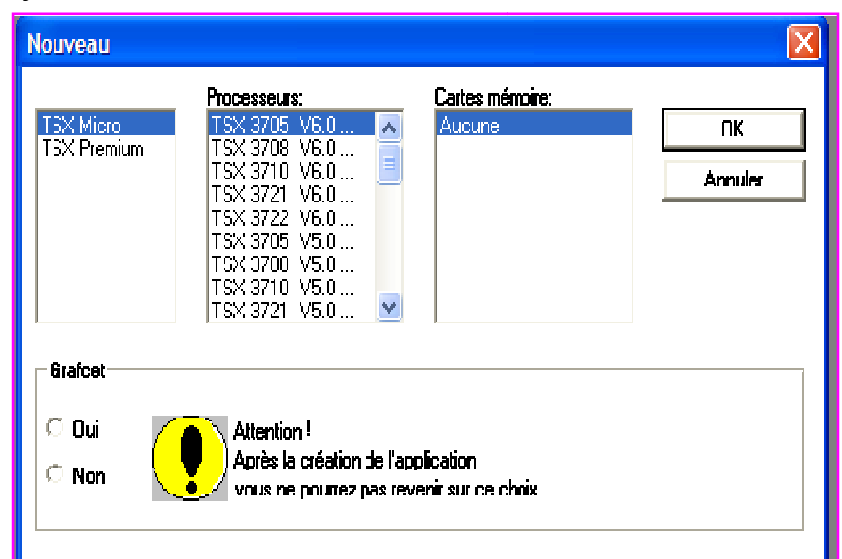 Nouveau
Processeurs:
Cartes mémoire:
TSX Micro
TSX Premium
TSX 3705 V6.0 ...
TSX 3708 V6.0 ...
TSX 3710 V6.0 ...
TSX 3721 V6.0 ...
TSX 3722 V6.0 ...
TSX 3705 V5.0 ...
TSX 3700 V5.0 ...
TSX 3710 V5.0 ...
TSX 3721 V5.0 ...
Aucune
OK
Annuler
Grafcet
Oui
Non
Attention !
Après la création de l'application
vous ne pourrez pas revenir sur ce choix